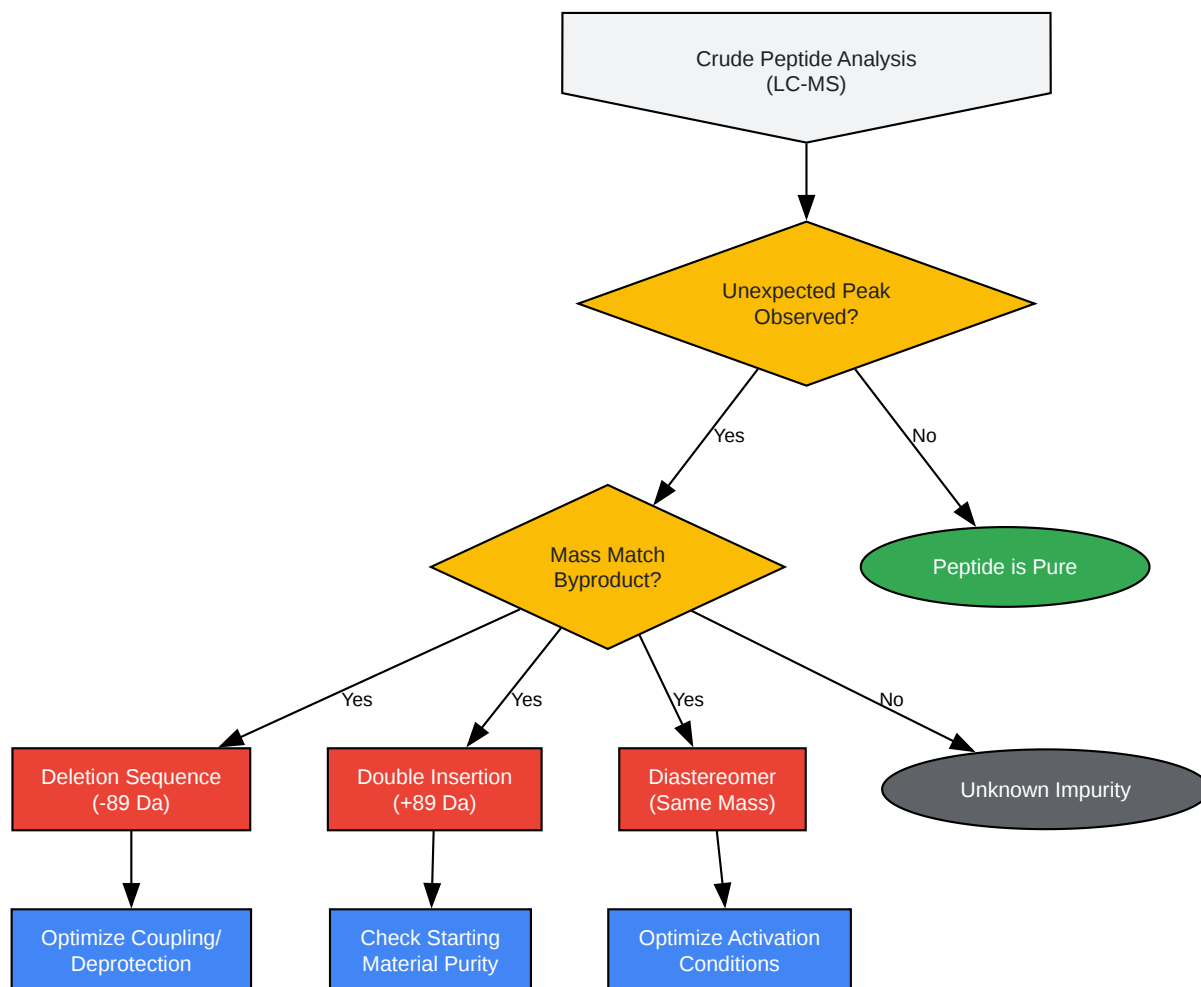 Crude Peptide Analysis
(LC-MS)
Unexpected Peak
Observed?
Yes
No
Mass Match
Byproduct?
Peptide is Pure
Yes
Yes
Yes
No
Deletion Sequence
(-89 Da)
Double Insertion
(+89 Da)
Diastereomer
(Same Mass)
Unknown Impurity
Optimize Coupling/
Deprotection
Check Starting
Material Purity
Optimize Activation
Conditions